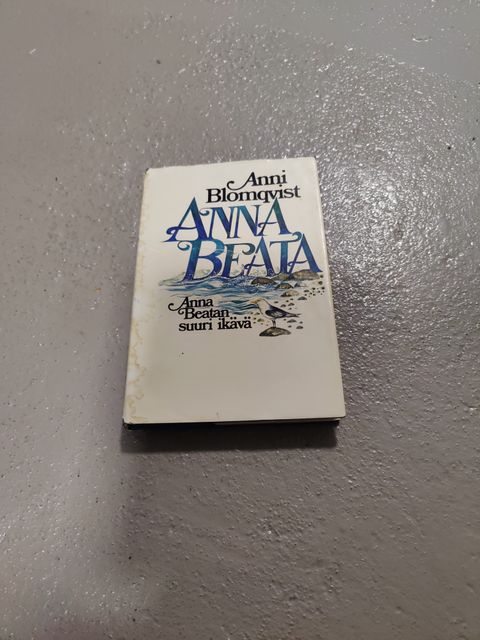 Anni
Blomqvist
ANNA
BEATA
Anna
Beatan
suuri ikävä